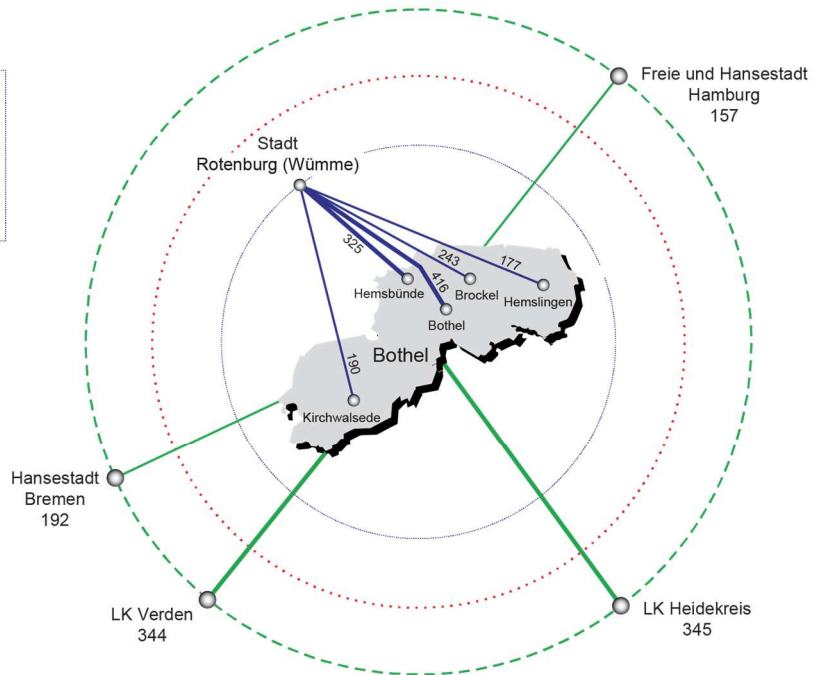 Freie und Hansestadt
Hamburg
157
Stadt
Rotenburg (Wümme)
325
243
177
416
Hemsbünde
Brockel
Hemslingen
Bothel
Bothel
190
Kirchwalsede
Hansestadt
Bremen
192
LK Verden
344
LK Heidekreis
345